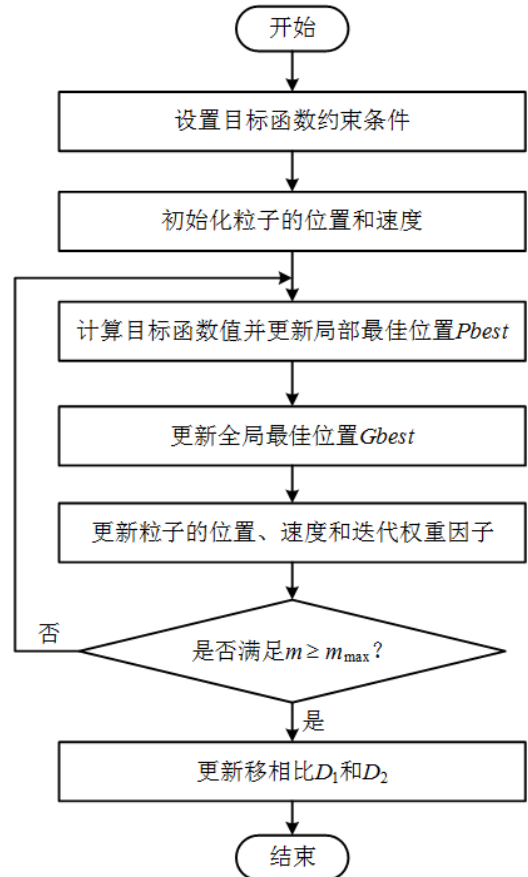 开始
设置目标函数约束条件
初始化粒子的位置和速度
计算目标函数值并更新局部最佳位置Pbest
更新全局最佳位置Gbest
更新粒子的位置、速度和迭代权重因子
否
是否满足m ≥ mmax？
是
更新移相比D1和D2
结束